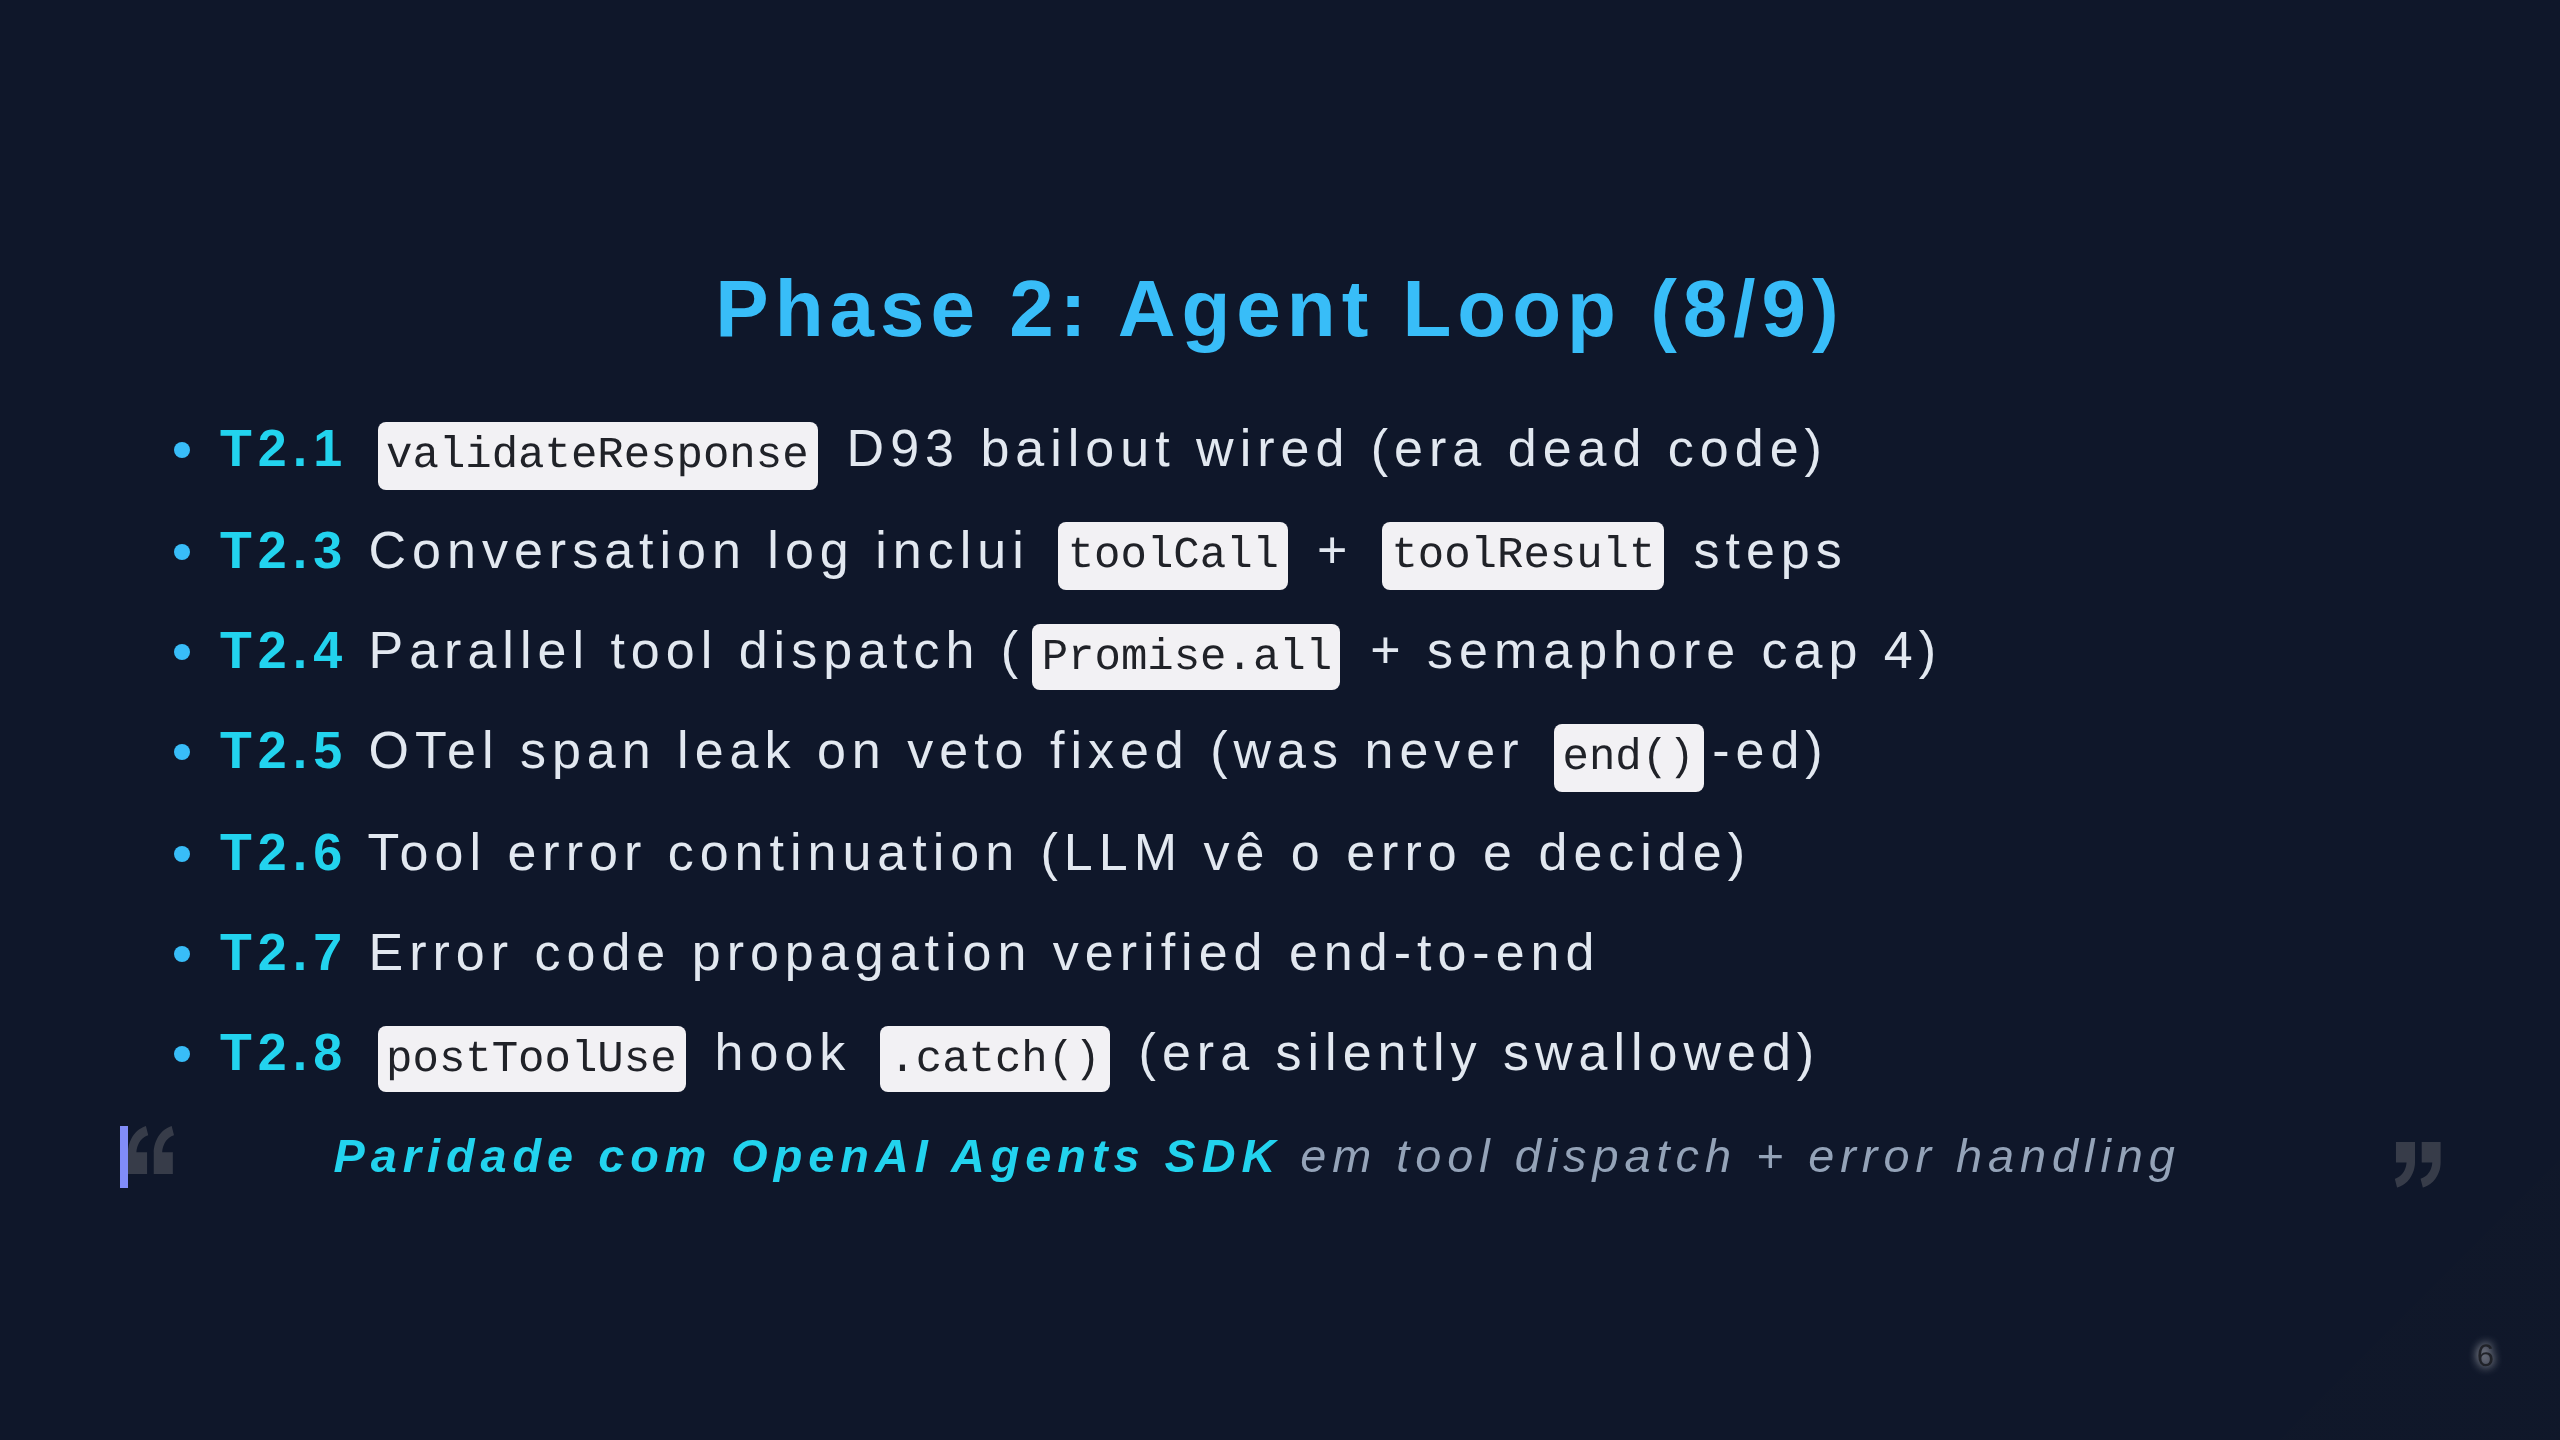 Phase 2: Agent Loop (8/9)
• T2.1 validateResponse D93 bailout wired (era dead code)
• T2.3 Conversation log inclui toolCall + toolResult steps
• T2.4 Parallel tool dispatch (Promise.all + semaphore cap 4)
• T2.5 OTel span leak on veto fixed (was never end()-ed)
• T2.6 Tool error continuation (LLM vê o erro e decide)
• T2.7 Error code propagation verified end-to-end
• T2.8 postToolUse hook .catch() (era silently swallowed)
“ Paridade com OpenAI Agents SDK em tool dispatch + error handling ”
6